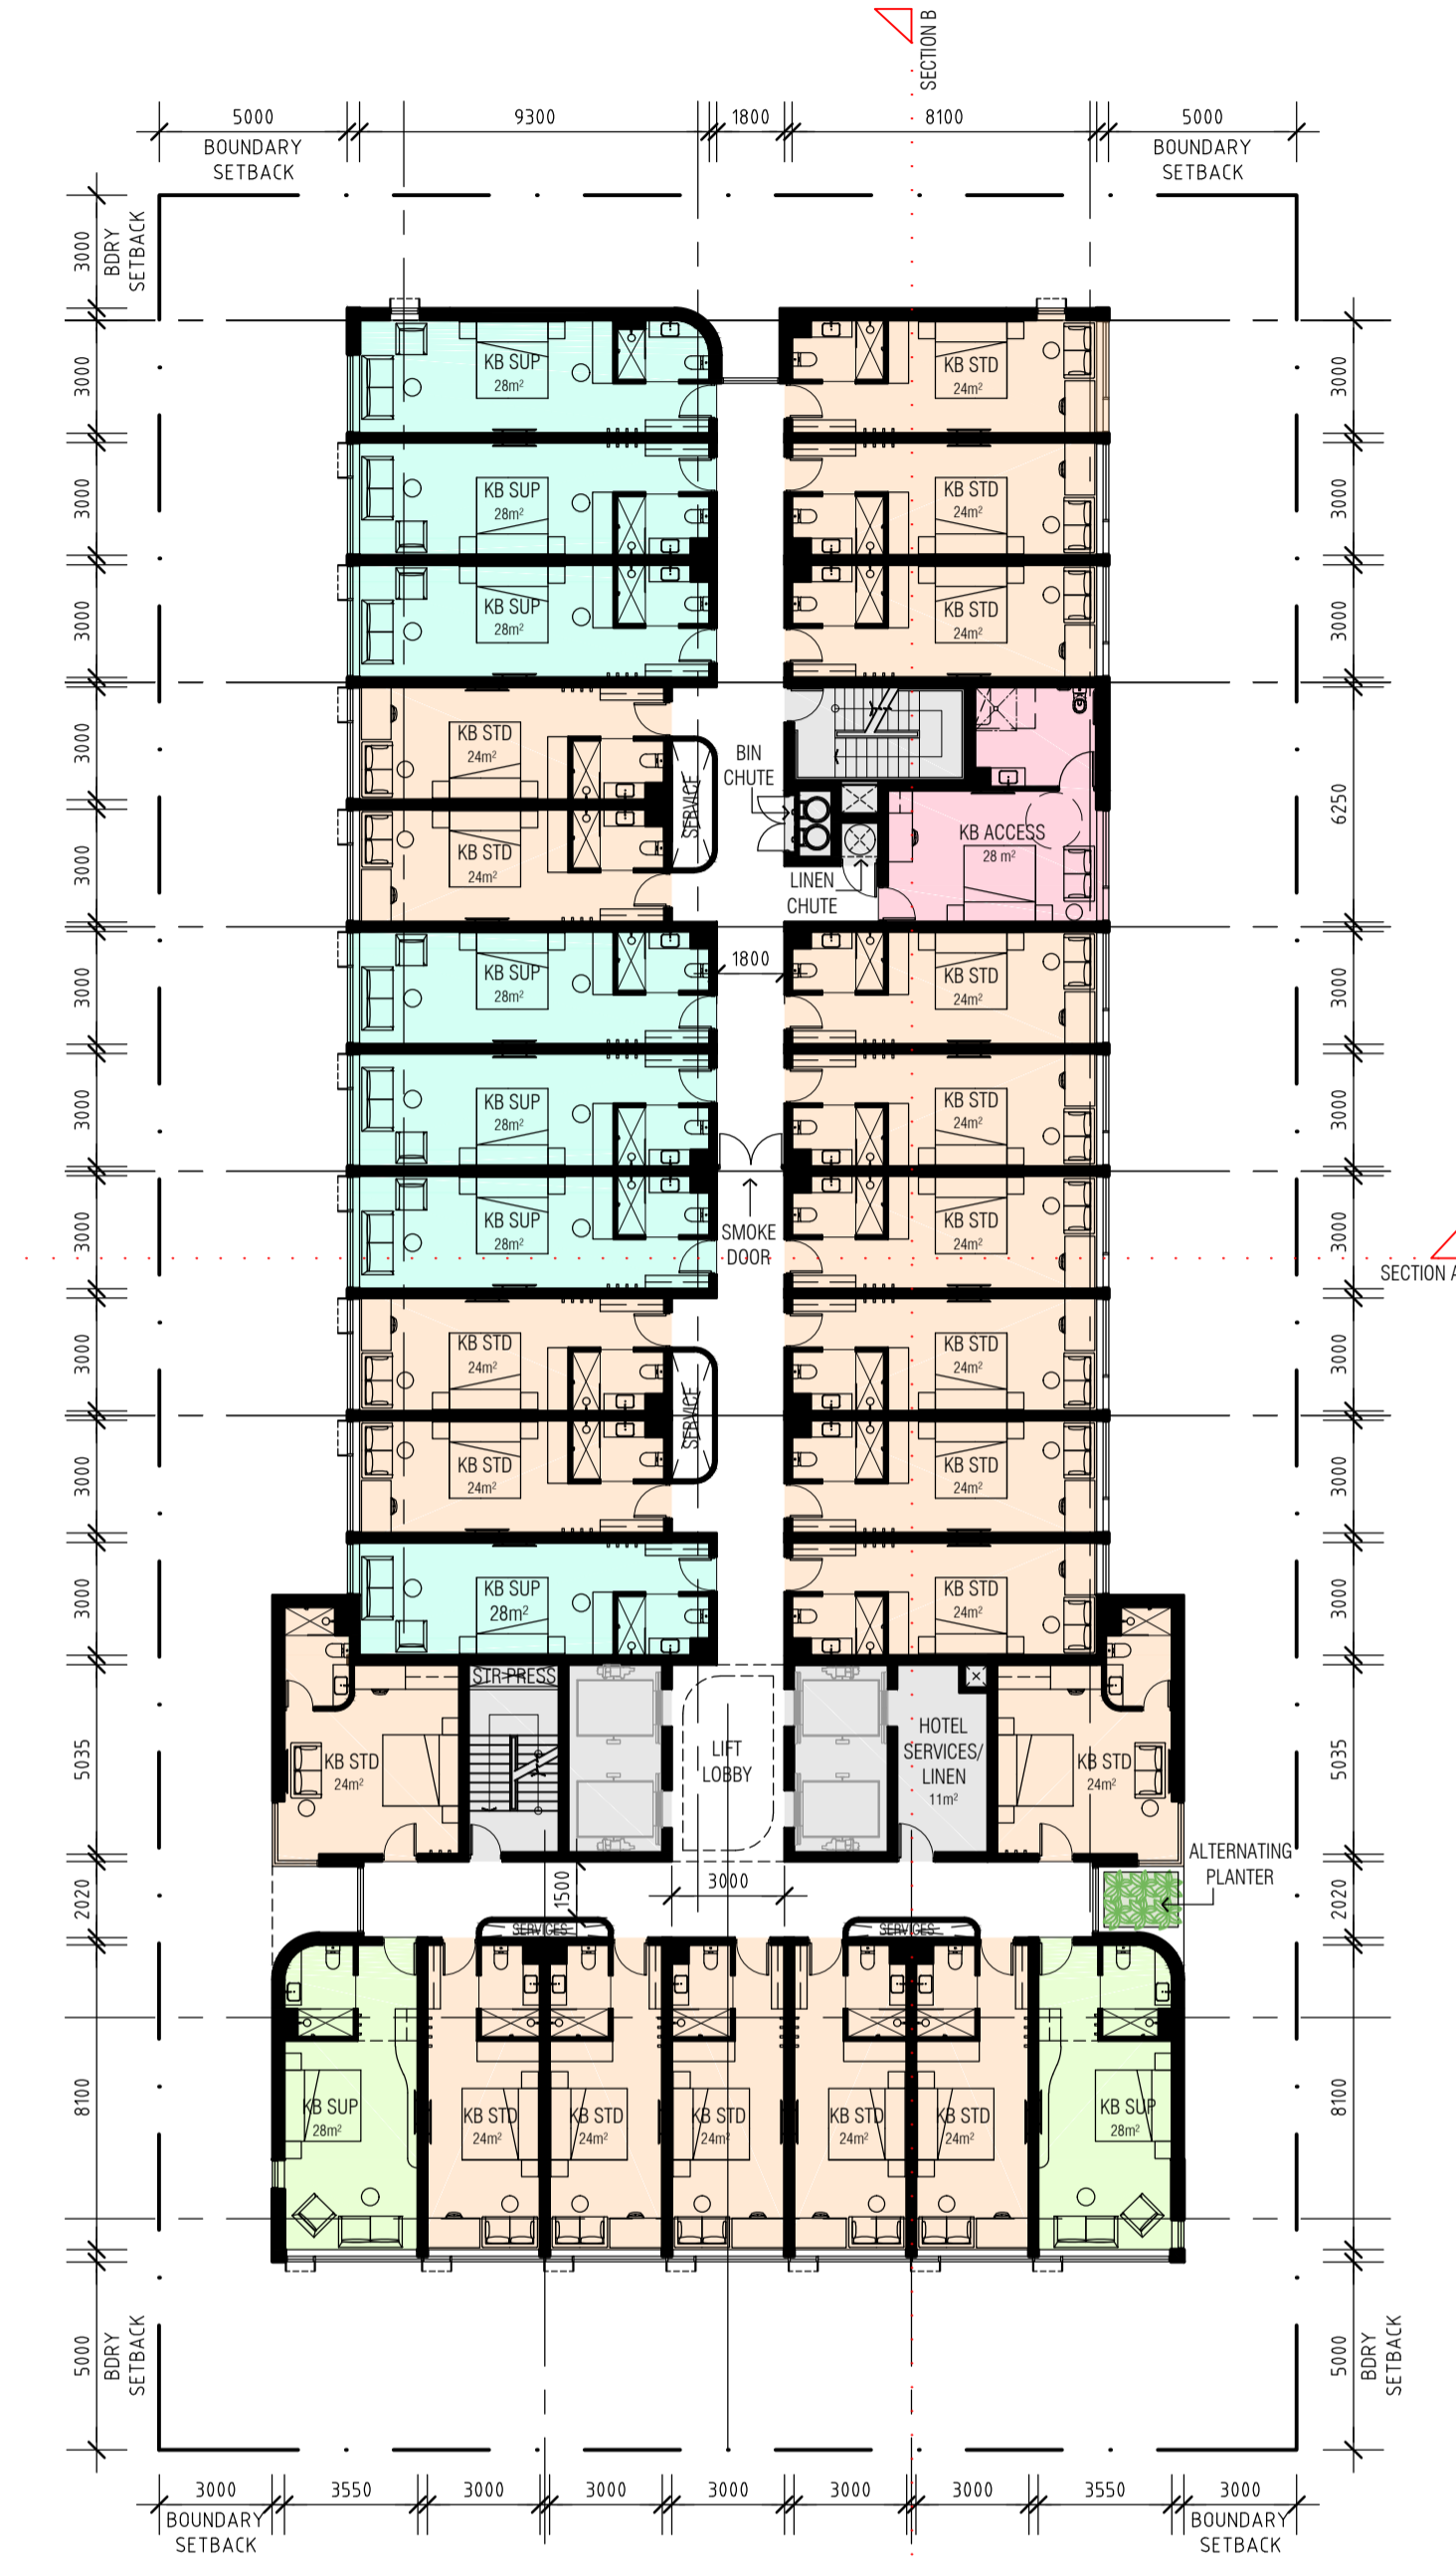 SECTION B
5000
9300
1800
8100
5000
BOUNDARY
SETBACK
BOUNDARY
SETBACK
3000
BDRY
SETBACK
3000
KB SUP
28m²
KB STD
24m²
3000
3000
KB SUP
28m²
KB STD
24m²
3000
3000
KB SUP
28m²
KB STD
24m²
3000
3000
KB STD
24m²
SERVICE
BIN
CHUTE
6250
3000
KB STD
24m²
KB ACCESS
28 m²
LINEN
CHUTE
3000
KB SUP
28m²
1800
KB STD
24m²
3000
3000
KB SUP
28m²
KB STD
24m²
3000
3000
KB SUP
28m²
SMOKE
DOOR
KB STD
24m²
3000
SECTION A
3000
KB STD
24m²
SERVICE
KB STD
24m²
3000
3000
KB STD
24m²
KB STD
24m²
3000
3000
KB SUP
28m²
KB STD
24m²
3000
STR PRESS
5035
KB STD
24m²
LIFT
LOBBY
HOTEL
SERVICES/
LINEN
11m²
KB STD
24m²
5035
ALTERNATING
PLANTER
2020
1500
3000
2020
SERVICES
SERVICES
8100
KB SUP
28m²
KB STD
24m²
KB STD
24m²
KB STD
24m²
KB STD
24m²
KB STD
24m²
KB SUP
28m²
8100
5000
BDRY
SETBACK
5000
BDRY
SETBACK
3000
3550
3000
3000
3000
3000
3000
3550
3000
BOUNDARY
SETBACK
BOUNDARY
SETBACK